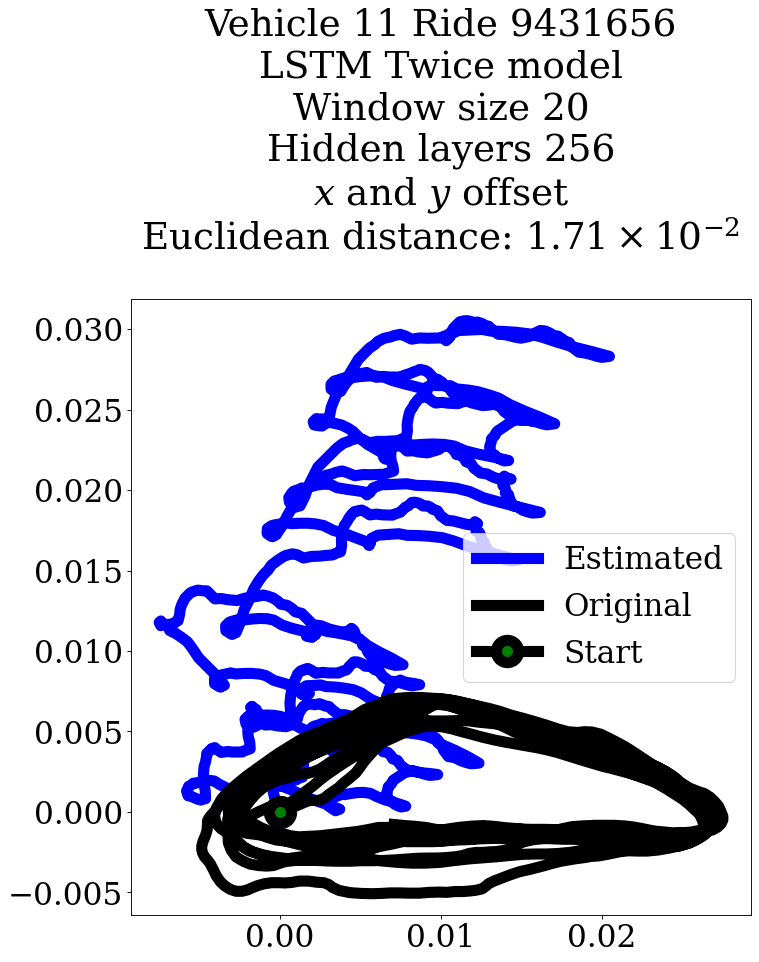 Vehicle 11 Ride 9431656
LSTM Twice model
Window size 20
Hidden layers 256
x and y offset
Euclidean distance: 1.71 × 10⁻²
0.030
0.025
0.020
0.015
0.010
0.005
0.000
−0.005
Estimated
Original
Start
0.00 0.01 0.02